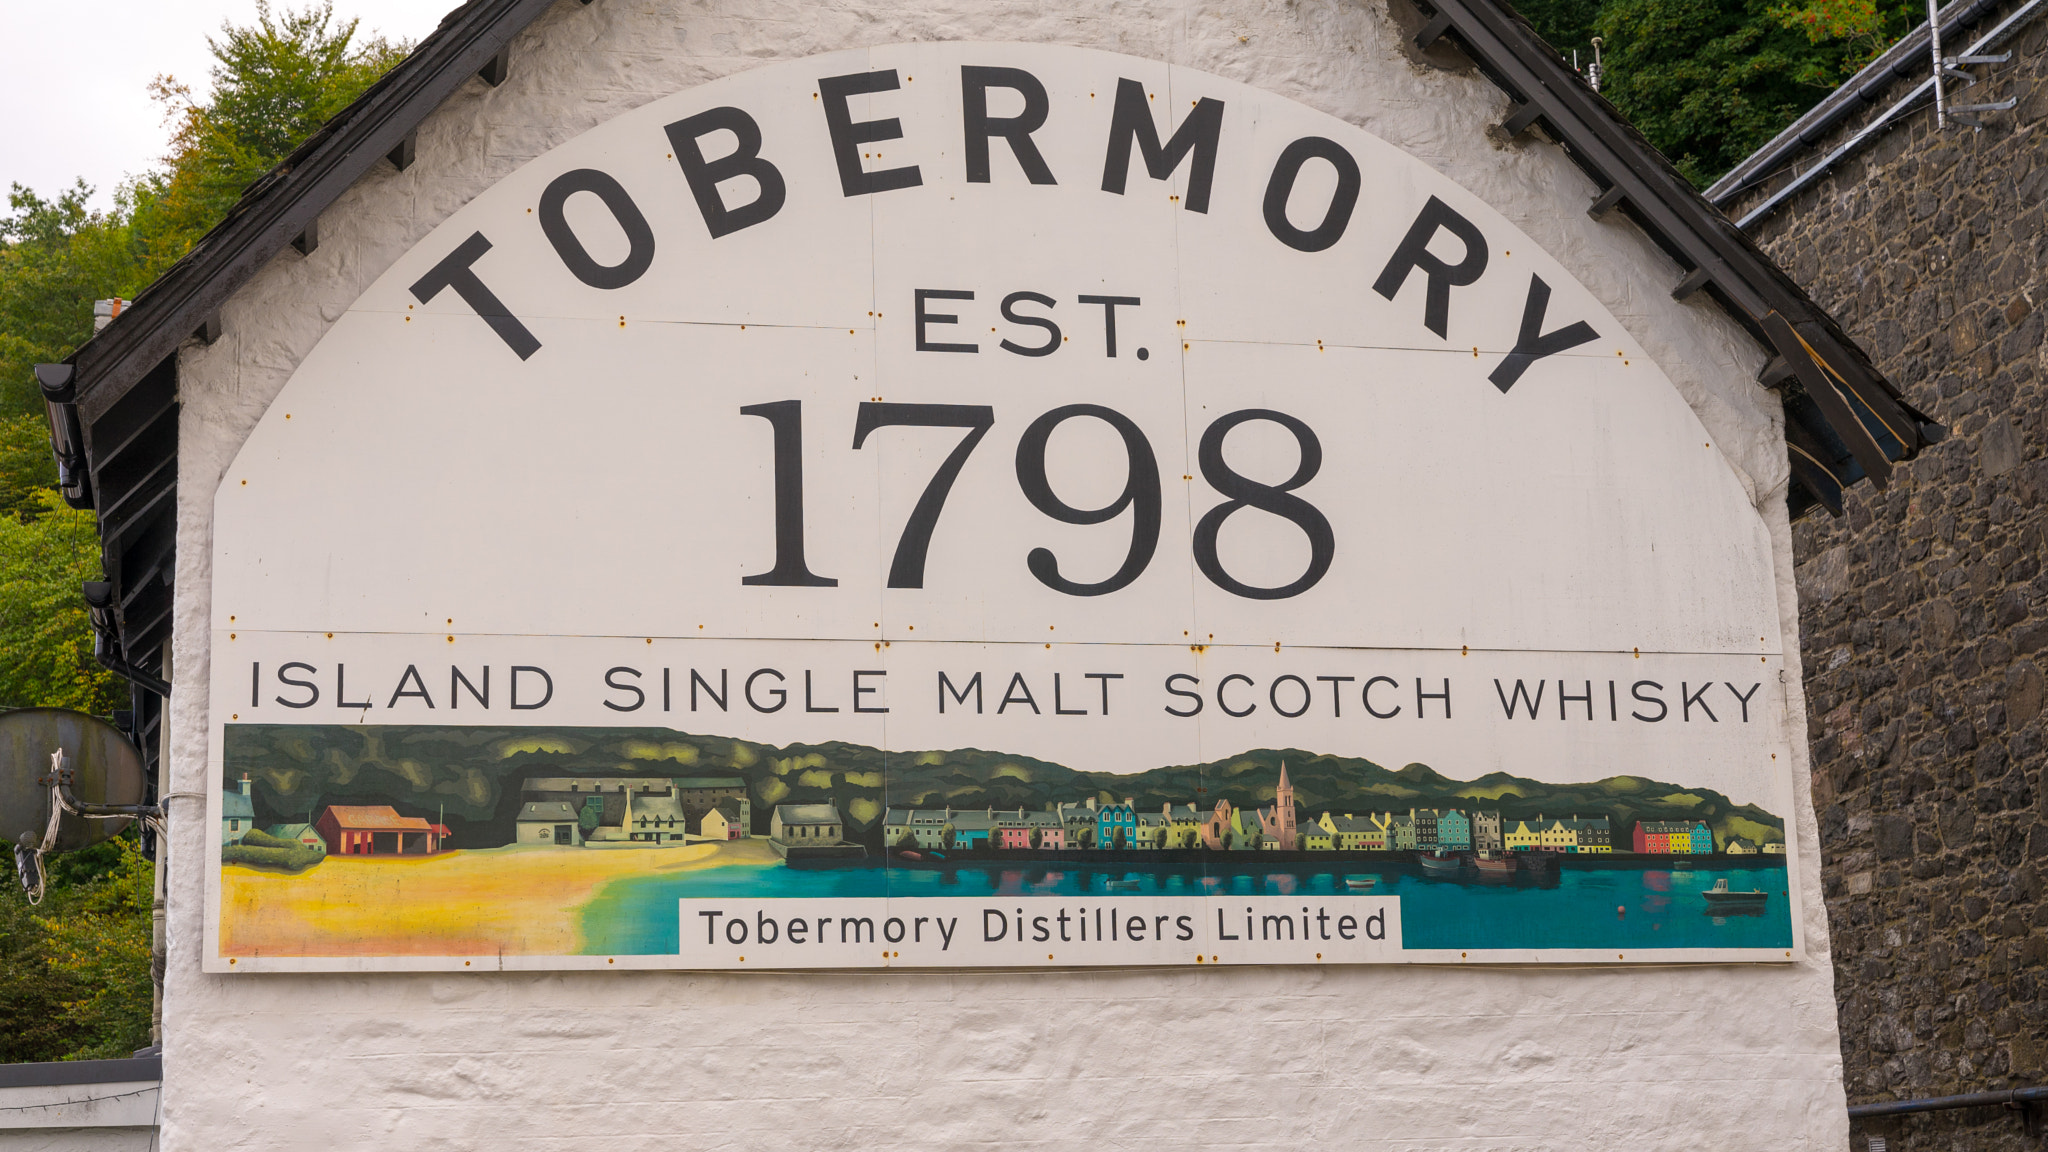 TOBERMORY
EST.
1798
ISLAND SINGLE MALT SCOTCH WHISKY
Tobermory Distillers Limited